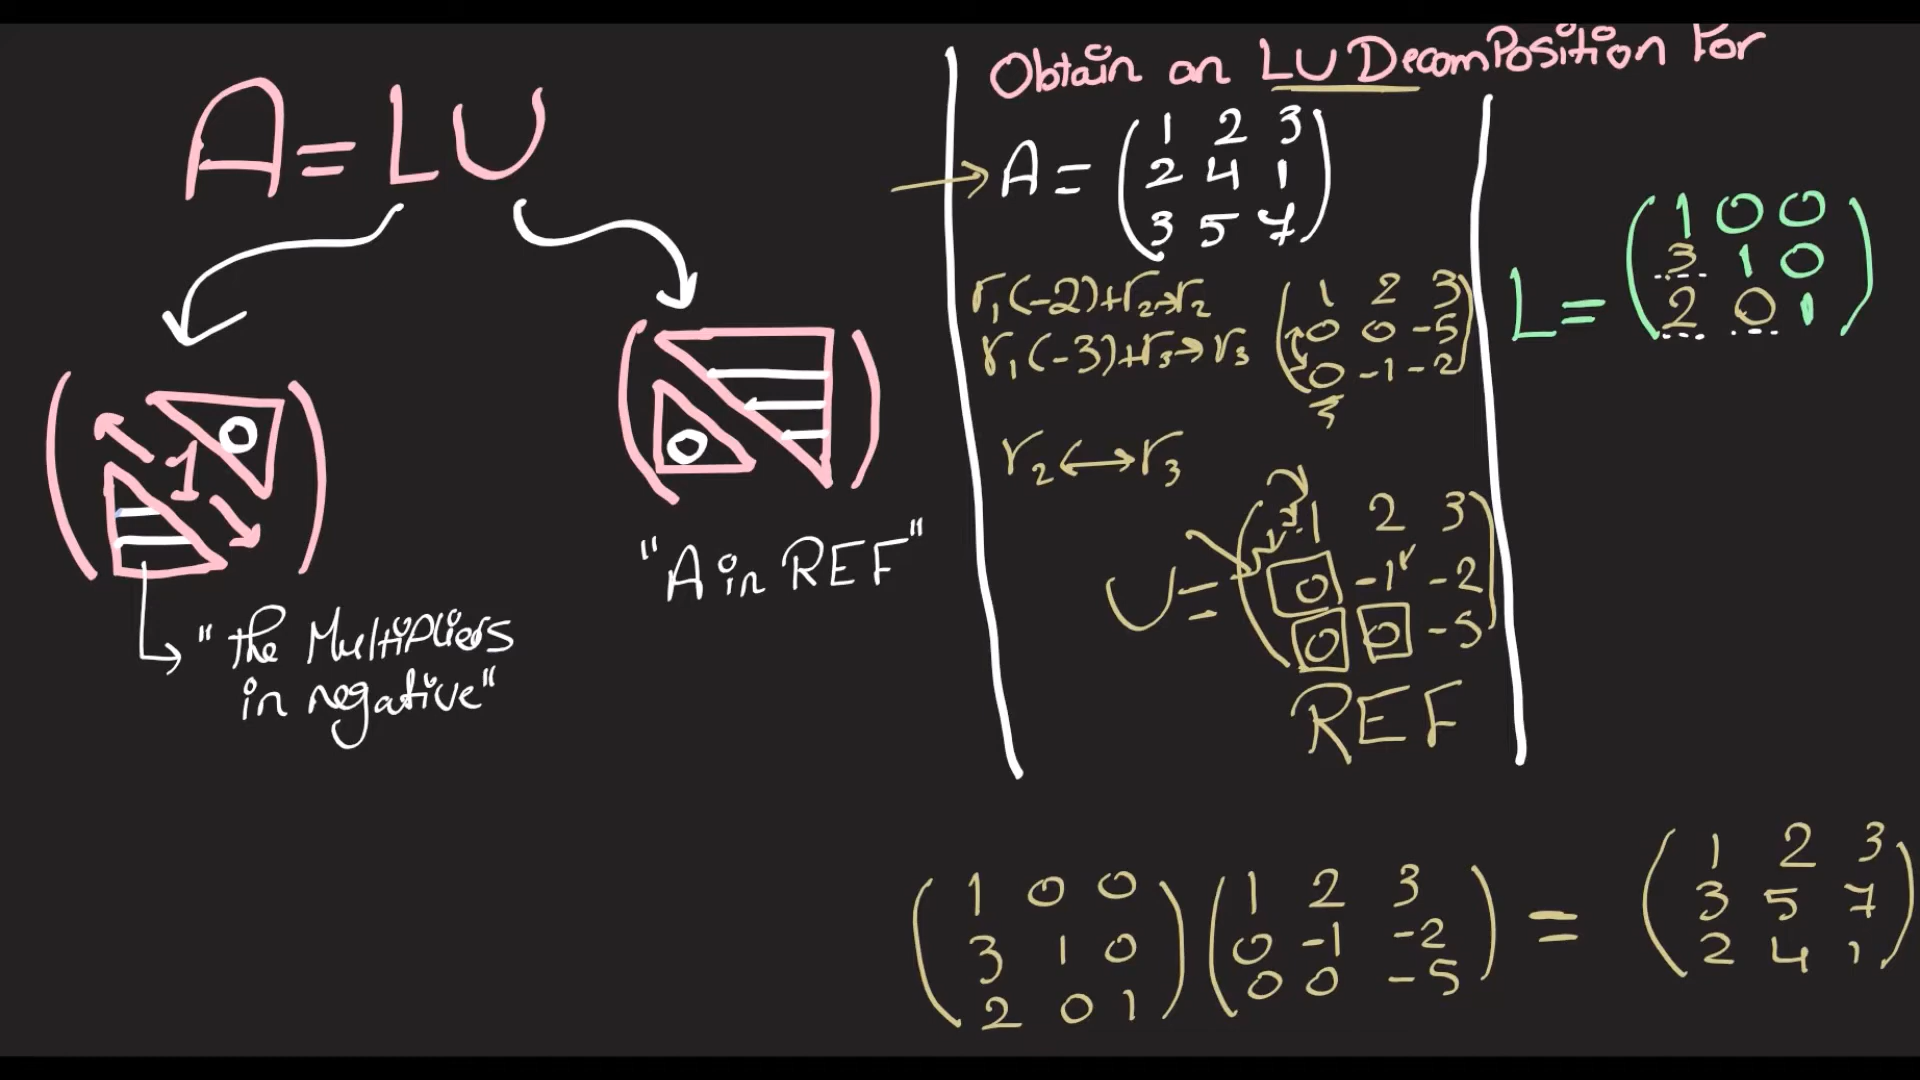 A = LU
"the Multipliers
in negative"
"A in REF"
Obtain an LU Decomposition For
A = (1 2 3
2 4 1
3 5 7)
r₁(-2)+r₂→r₂
r₁(-3)+r₃→r₃
(1 2 3
0 0 -5
0 -1 -2)
r₂ ↔ r₃
U = (1 2 3
0 -1 -2
0 0 -5)
REF
L = (1 0 0
3 1 0
2 0 1)
(1 0 0) (1 2 3) = (1 2 3
3 1 0 0 -1 -2 3 5 7
2 0 1 0 0 -5 2 4 1)